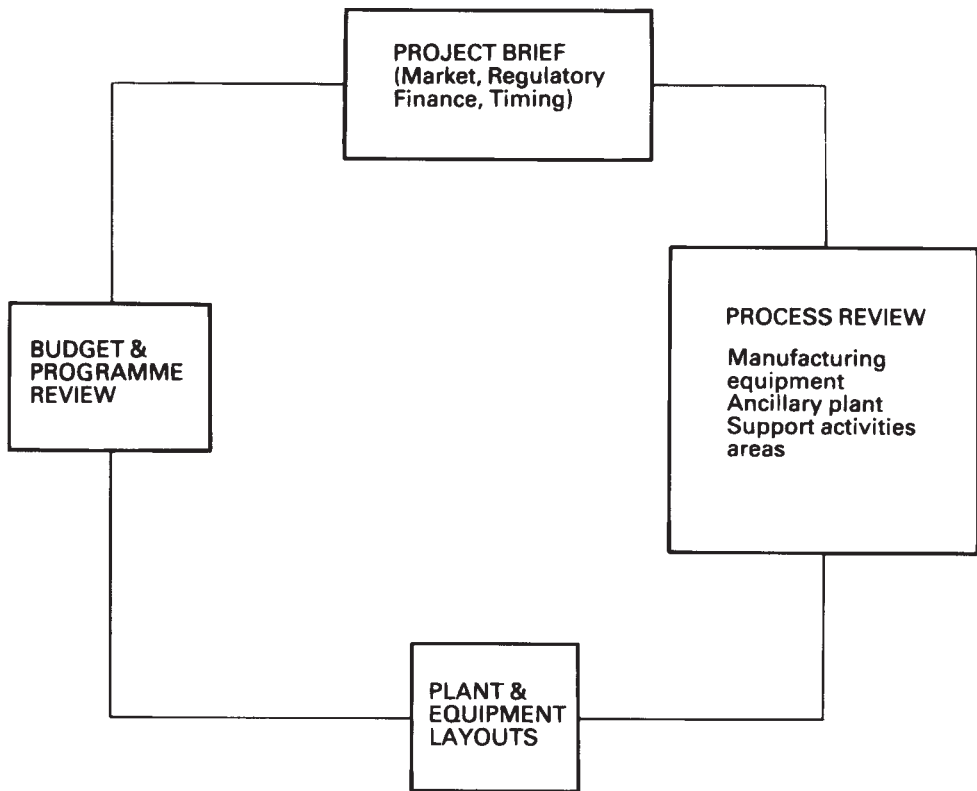 PROJECT BRIEF
(Market, Regulatory
Finance, Timing)
PROCESS REVIEW
Manufacturing
equipment
Ancillary plant
Support activities
areas
BUDGET &
PROGRAMME
REVIEW
PLANT &
EQUIPMENT
LAYOUTS